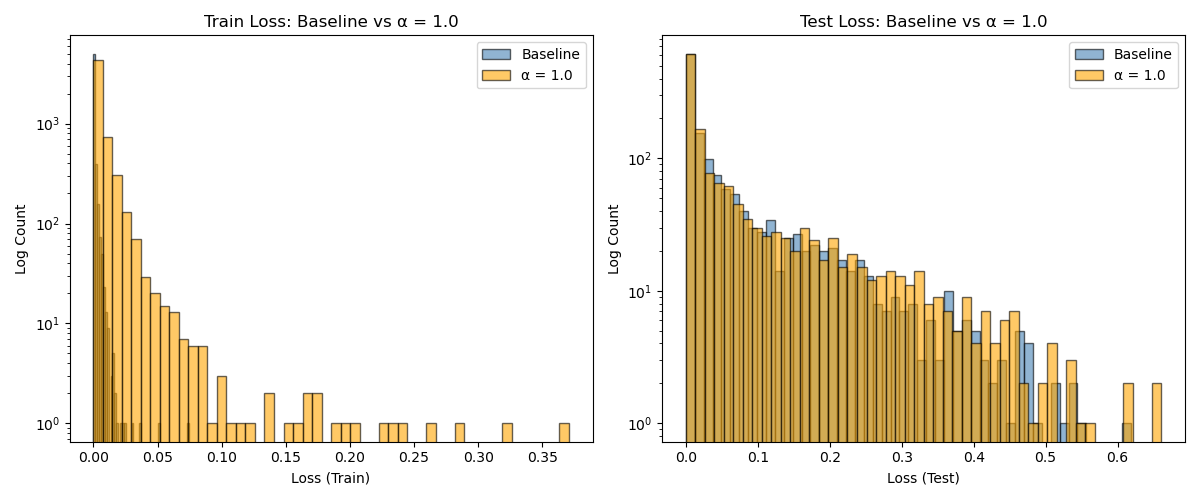 Train Loss: Baseline vs α = 1.0
Log Count
10³
10²
10¹
10⁰
0.00 0.05 0.10 0.15 0.20 0.25 0.30 0.35
Loss (Train)
Baseline
α = 1.0
Test Loss: Baseline vs α = 1.0
Log Count
10²
10¹
10⁰
0.0 0.1 0.2 0.3 0.4 0.5 0.6
Loss (Test)
Baseline
α = 1.0